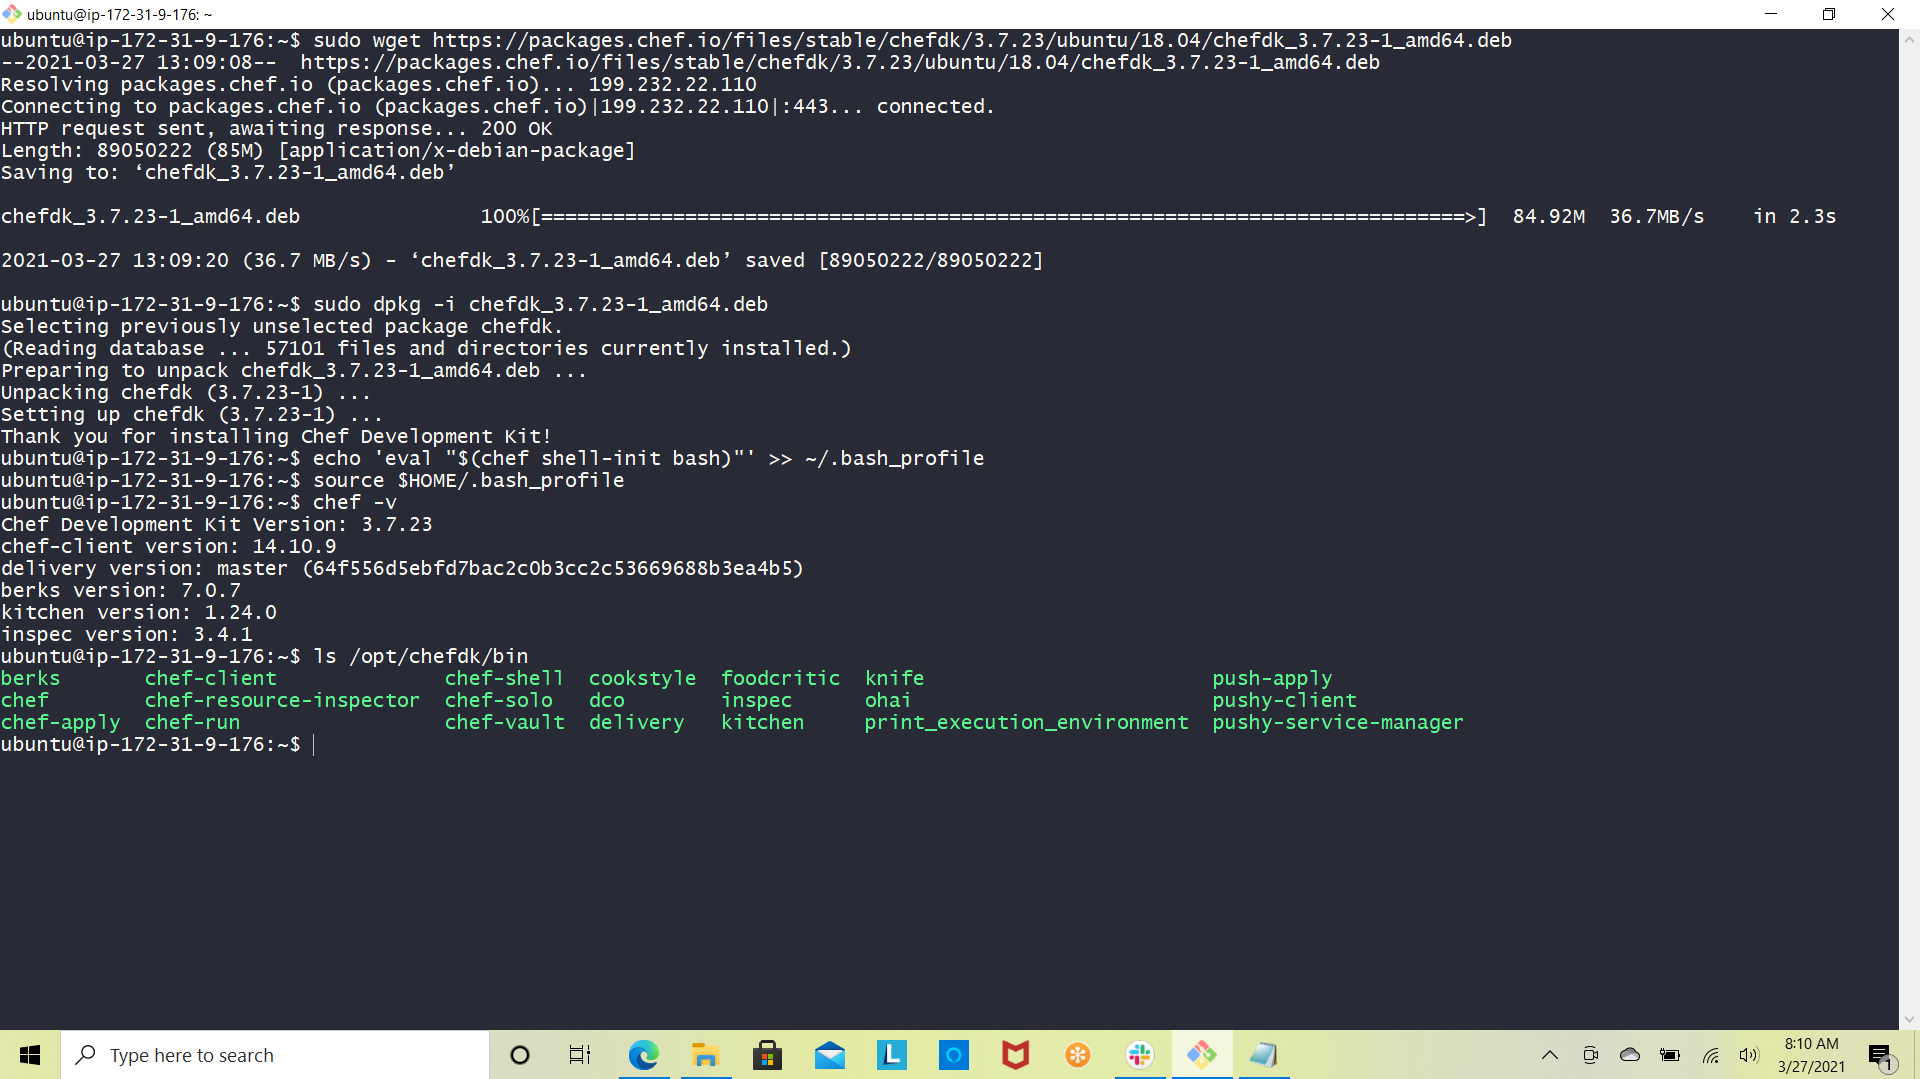 ubuntu@ip-172-31-9-176: ~
ubuntu@ip-172-31-9-176:~$ sudo wget https://packages.chef.io/files/stable/chefdk/3.7.23/ubuntu/18.04/chefdk_3.7.23-1_amd64.deb
--2021-03-27 13:09:08--  https://packages.chef.io/files/stable/chefdk/3.7.23/ubuntu/18.04/chefdk_3.7.23-1_amd64.deb
Resolving packages.chef.io (packages.chef.io)... 199.232.22.110
Connecting to packages.chef.io (packages.chef.io)|199.232.22.110|:443... connected.
HTTP request sent, awaiting response... 200 OK
Length: 89050222 (85M) [application/x-debian-package]
Saving to: ‘chefdk_3.7.23-1_amd64.deb’
chefdk_3.7.23-1_amd64.deb               100%[=============================================================================>]  84.92M  36.7MB/s    in 2.3s
2021-03-27 13:09:20 (36.7 MB/s) - ‘chefdk_3.7.23-1_amd64.deb’ saved [89050222/89050222]
ubuntu@ip-172-31-9-176:~$ sudo dpkg -i chefdk_3.7.23-1_amd64.deb
Selecting previously unselected package chefdk.
(Reading database ... 57101 files and directories currently installed.)
Preparing to unpack chefdk_3.7.23-1_amd64.deb ...
Unpacking chefdk (3.7.23-1) ...
Setting up chefdk (3.7.23-1) ...
Thank you for installing Chef Development Kit!
ubuntu@ip-172-31-9-176:~$ echo 'eval "$(chef shell-init bash)"' >> ~/.bash_profile
ubuntu@ip-172-31-9-176:~$ source $HOME/.bash_profile
ubuntu@ip-172-31-9-176:~$ chef -v
Chef Development Kit Version: 3.7.23
chef-client version: 14.10.9
delivery version: master (64f556d5ebfd7bac2c0b3cc2c53669688b3ea4b5)
berks version: 7.0.7
kitchen version: 1.24.0
inspec version: 3.4.1
ubuntu@ip-172-31-9-176:~$ ls /opt/chefdk/bin
berks       chef-client              chef-shell  cookstyle  foodcritic  knife                        push-apply
chef        chef-resource-inspector  chef-solo   dco        inspec      ohai                         pushy-client
chef-apply  chef-run                 chef-vault  delivery   kitchen     print_execution_environment  pushy-service-manager
ubuntu@ip-172-31-9-176:~$
Type here to search
8:10 AM
3/27/2021
1